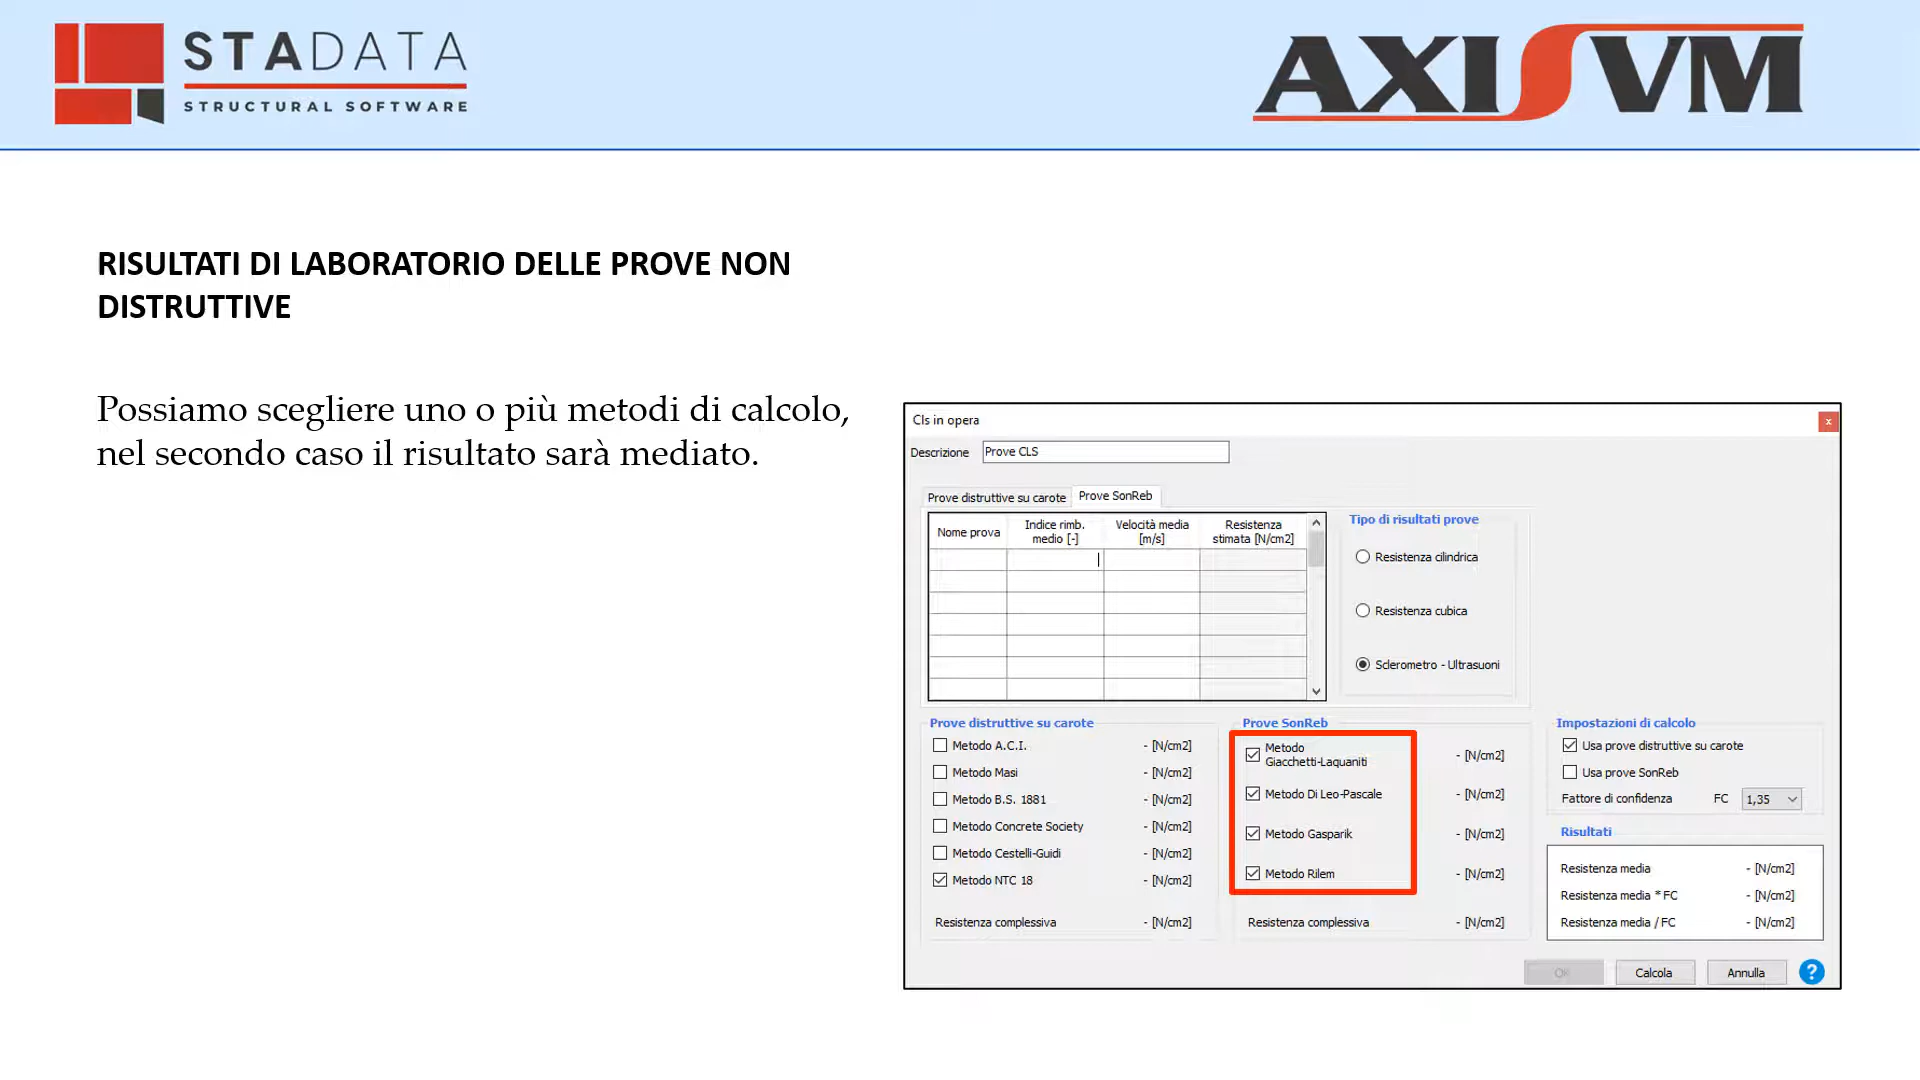 STADATA
STRUCTURAL SOFTWARE
AXISVM
RISULTATI DI LABORATORIO DELLE PROVE NON
DISTRUTTIVE
Possiamo scegliere uno o più metodi di calcolo,
nel secondo caso il risultato sarà mediato.
Cls in opera
x
Descrizione Prove CLS
Prove distruttive su carote Prove SonReb
Nome prova Indice rimb. medio [-] Velocità media [m/s] Resistenza stimata [N/cm2]
Tipo di risultati prove
Resistenza cilindrica
Resistenza cubica
Sclerometro - Ultrasuoni
Prove distruttive su carote
Metodo A.C.I. - [N/cm2]
Metodo Masi - [N/cm2]
Metodo B.S. 1881 - [N/cm2]
Metodo Concrete Society - [N/cm2]
Metodo Cestelli-Guidi - [N/cm2]
Metodo NTC 18 - [N/cm2]
Resistenza complessiva - [N/cm2]
Prove SonReb
Metodo
Giacchetti-Laquaniti - [N/cm2]
Metodo Di Leo-Pascale - [N/cm2]
Metodo Gasparik - [N/cm2]
Metodo Rilem - [N/cm2]
Resistenza complessiva - [N/cm2]
Impostazioni di calcolo
Usa prove distruttive su carote
Usa prove SonReb
Fattore di confidenza FC 1,35
Risultati
Resistenza media - [N/cm2]
Resistenza media * FC - [N/cm2]
Resistenza media / FC - [N/cm2]
OK Calcola Annulla ?